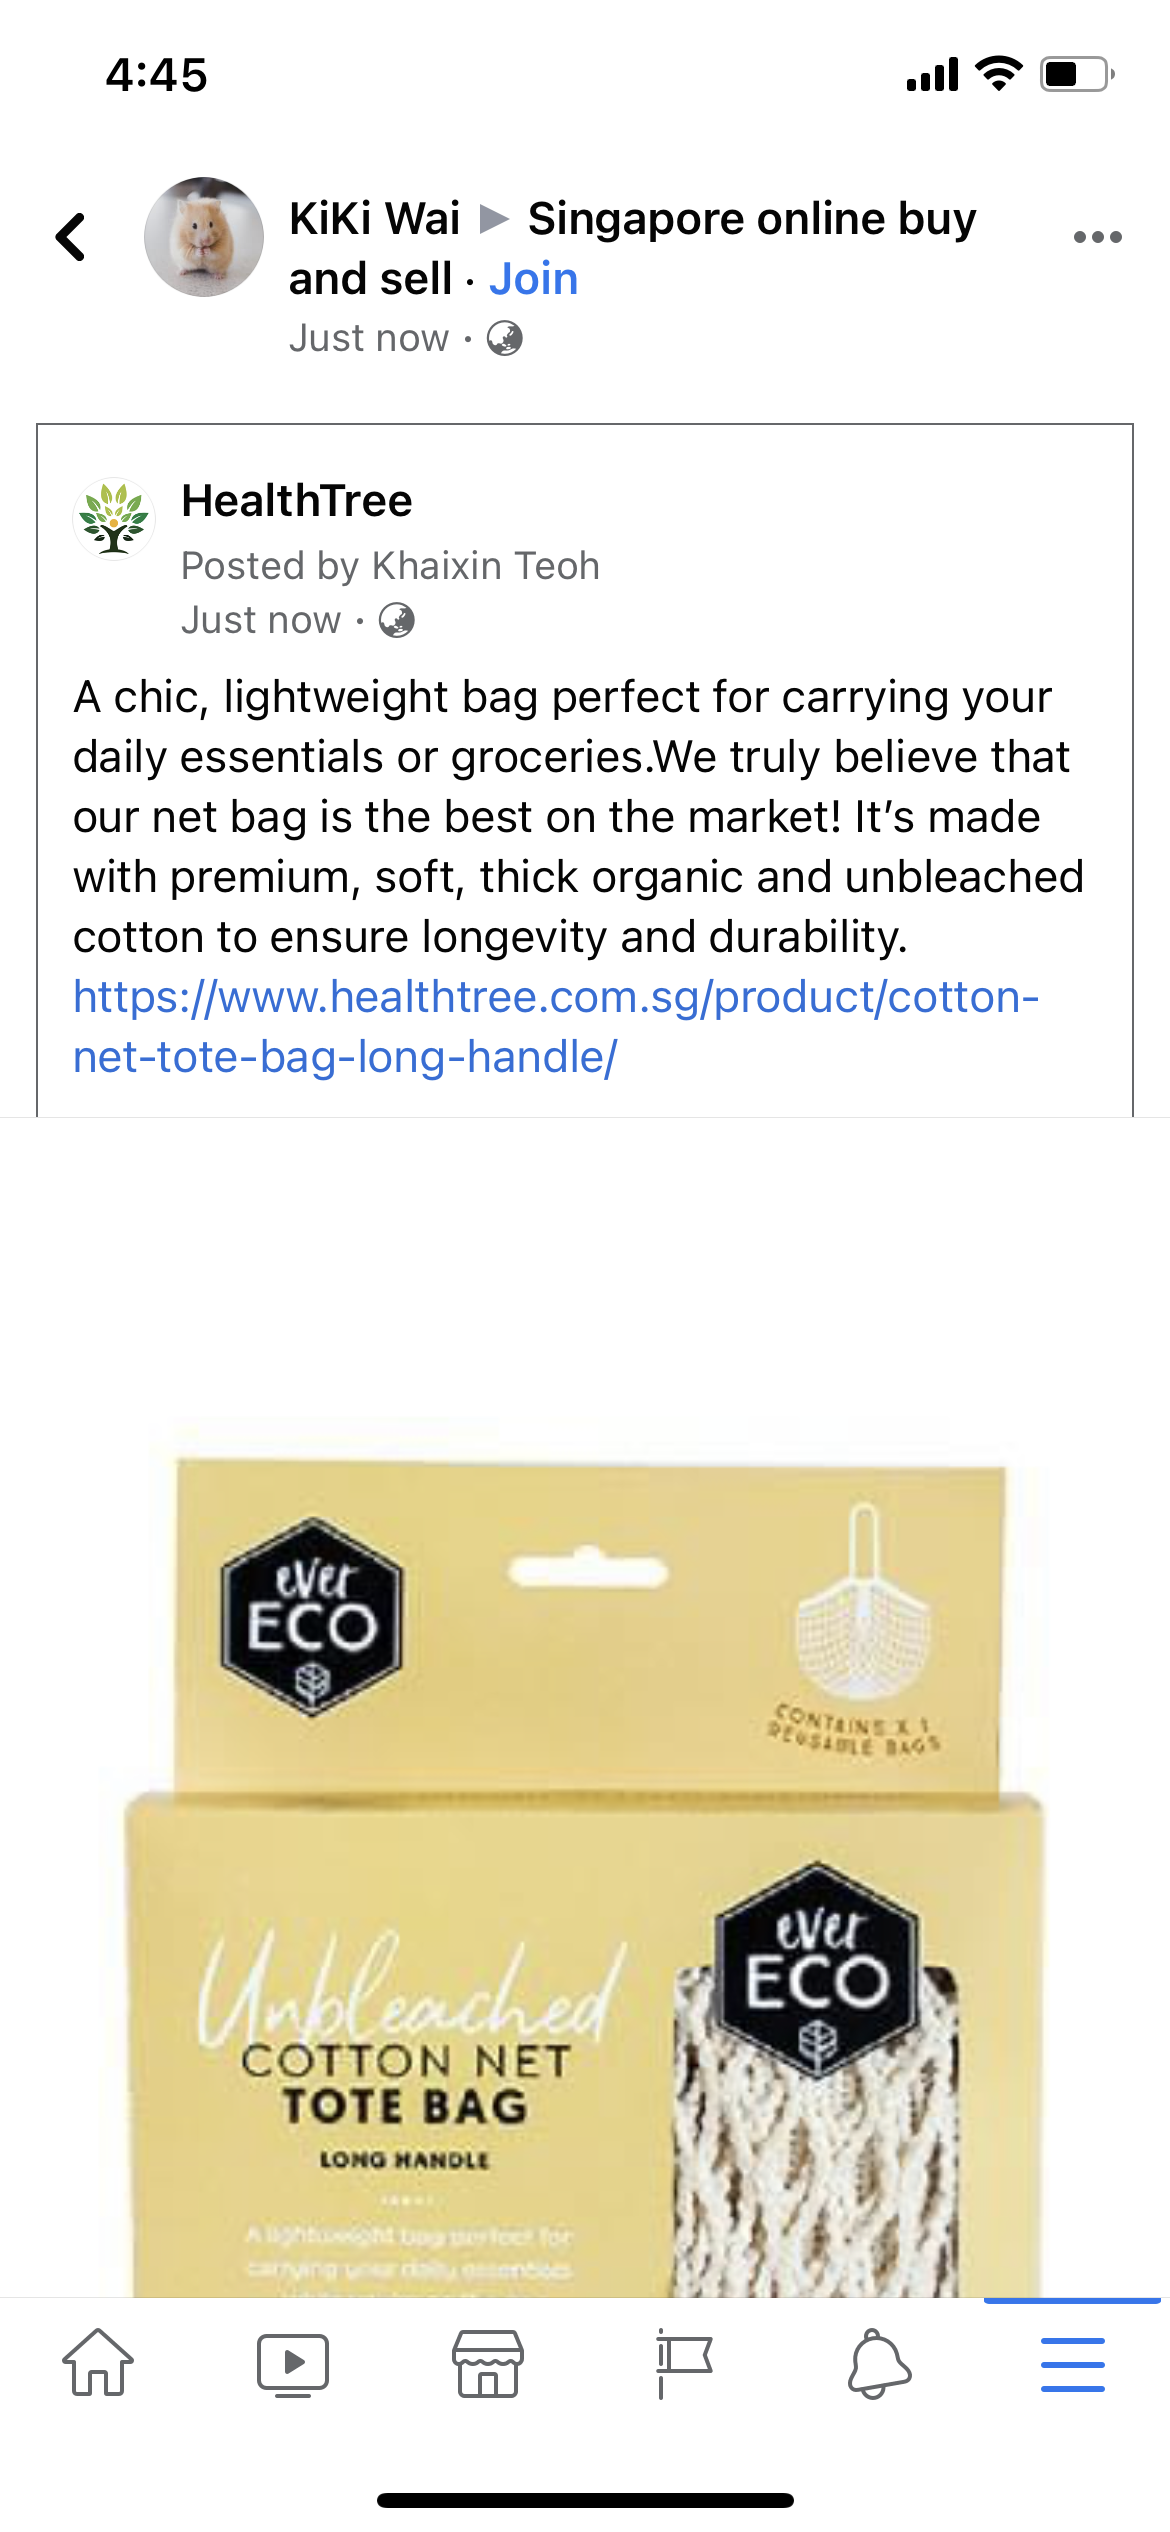 4:45
KiKi Wai ▶ Singapore online buy
and sell · Join
Just now ·
HealthTree
Posted by Khaixin Teoh
Just now ·
A chic, lightweight bag perfect for carrying your
daily essentials or groceries.We truly believe that
our net bag is the best on the market! It’s made
with premium, soft, thick organic and unbleached
cotton to ensure longevity and durability.
https://www.healthtree.com.sg/product/cotton-
net-tote-bag-long-handle/
ever
ECO
CONTAINS X 1
REUSABLE BAGS
ever
ECO
Unbleached
COTTON NET
TOTE BAG
LONG HANDLE
A lightweight bag perfect for
carrying your daily essentials